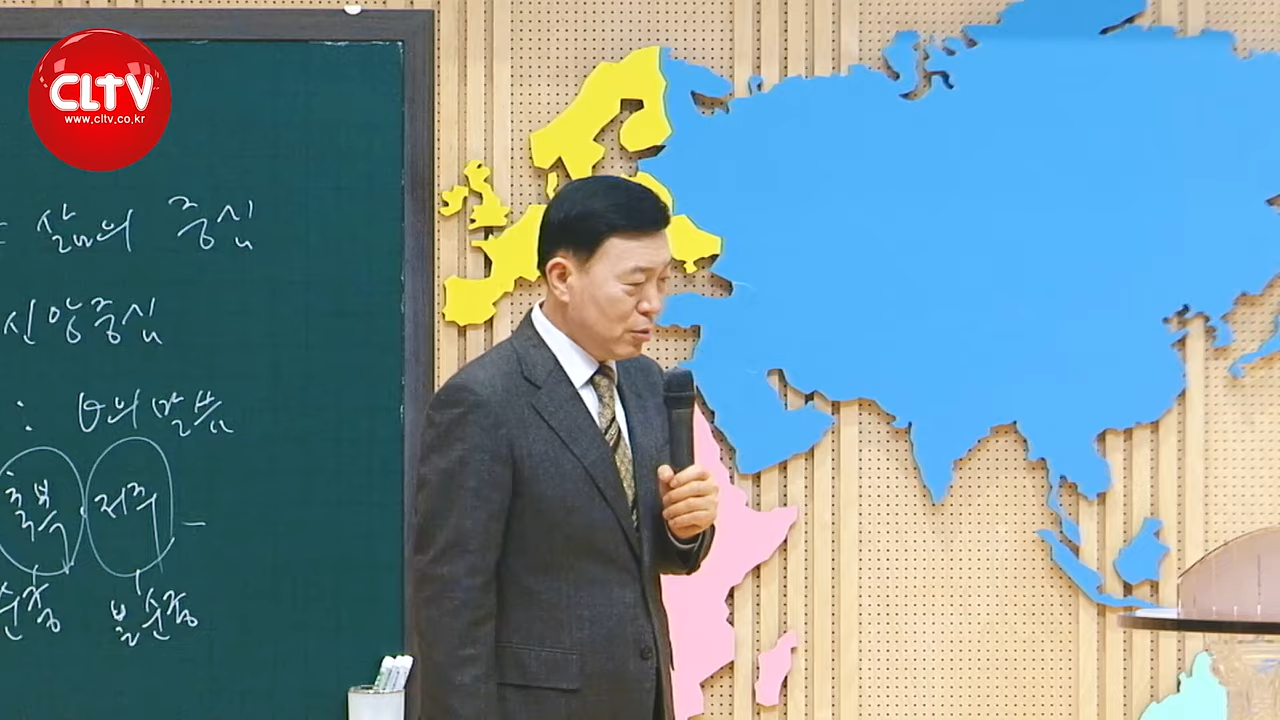 CLTV
www.cltv.co.kr
= 삶의 중심
신앙중심
: 의 말씀
축복 저주 –
순종 불순종